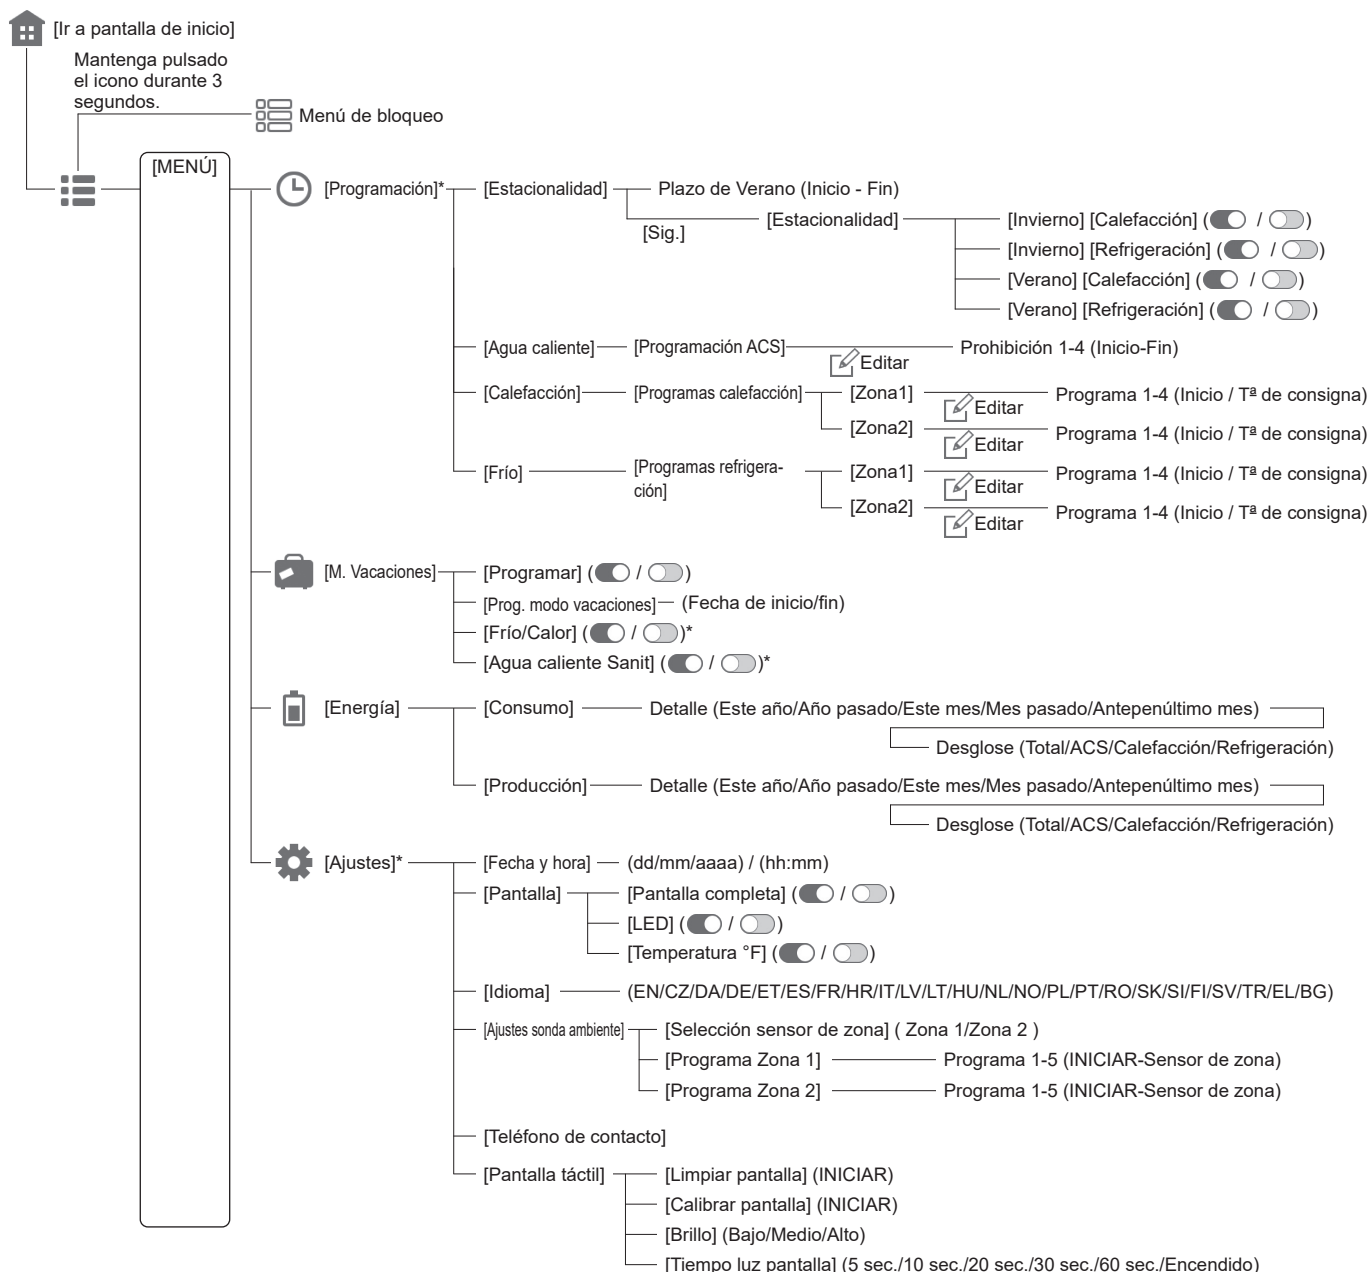 [Ir a pantalla de inicio]
Mantenga pulsado
el icono durante 3
segundos.
Menú de bloqueo
[MENÚ]
[Programación]*
[Estacionalidad]
Plazo de Verano (Inicio - Fin)
[Sig.]
[Estacionalidad]
[Invierno] [Calefacción] ( / )
[Invierno] [Refrigeración] ( / )
[Verano] [Calefacción] ( / )
[Verano] [Refrigeración] ( / )
[Agua caliente]
[Programación ACS]
Editar
Prohibición 1-4 (Inicio-Fin)
[Calefacción]
[Programas calefacción]
[Zona1]
Editar
Programa 1-4 (Inicio / Tª de consigna)
[Zona2]
Editar
Programa 1-4 (Inicio / Tª de consigna)
[Frío]
[Programas refrigera-
ción]
[Zona1]
Editar
Programa 1-4 (Inicio / Tª de consigna)
[Zona2]
Editar
Programa 1-4 (Inicio / Tª de consigna)
[M. Vacaciones]
[Programar] ( / )
[Prog. modo vacaciones]
(Fecha de inicio/fin)
[Frío/Calor] ( / )*
[Agua caliente Sanit] ( / )*
[Energía]
[Consumo]
Detalle (Este año/Año pasado/Este mes/Mes pasado/Antepenúltimo mes)
Desglose (Total/ACS/Calefacción/Refrigeración)
[Producción]
Detalle (Este año/Año pasado/Este mes/Mes pasado/Antepenúltimo mes)
Desglose (Total/ACS/Calefacción/Refrigeración)
[Ajustes]*
[Fecha y hora]
(dd/mm/aaaa) / (hh:mm)
[Pantalla]
[Pantalla completa] ( / )
[LED] ( / )
[Temperatura °F] ( / )
[Idioma]
(EN/CZ/DA/DE/ET/ES/FR/HR/IT/LV/LT/HU/NL/NO/PL/PT/RO/SK/SI/FI/SV/TR/EL/BG)
[Ajustes sonda ambiente]
[Selección sensor de zona] ( Zona 1/Zona 2 )
[Programa Zona 1]
Programa 1-5 (INICIAR-Sensor de zona)
[Programa Zona 2]
Programa 1-5 (INICIAR-Sensor de zona)
[Teléfono de contacto]
[Pantalla táctil]
[Limpiar pantalla] (INICIAR)
[Calibrar pantalla] (INICIAR)
[Brillo] (Bajo/Medio/Alto)
[Tiempo luz pantalla] (5 sec./10 sec./20 sec./30 sec./60 sec./Encendido)